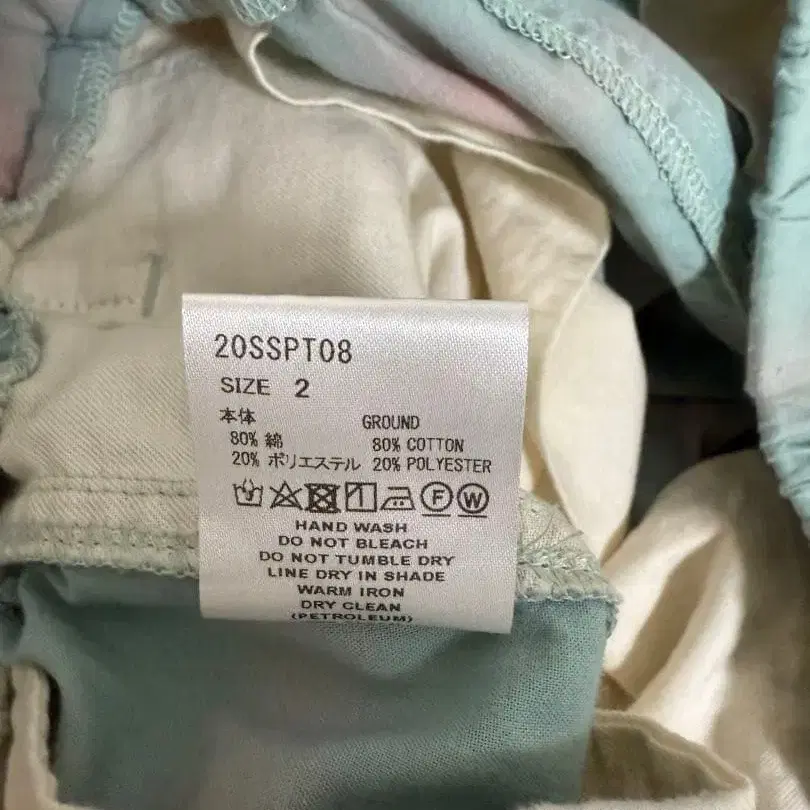 20SSPT08
SIZE 2
本体 GROUND
80% 綿 80% COTTON
20% ポリエステル 20% POLYESTER
F W
HAND WASH
DO NOT BLEACH
DO NOT TUMBLE DRY
LINE DRY IN SHADE
WARM IRON
DRY CLEAN
(PETROLEUM)